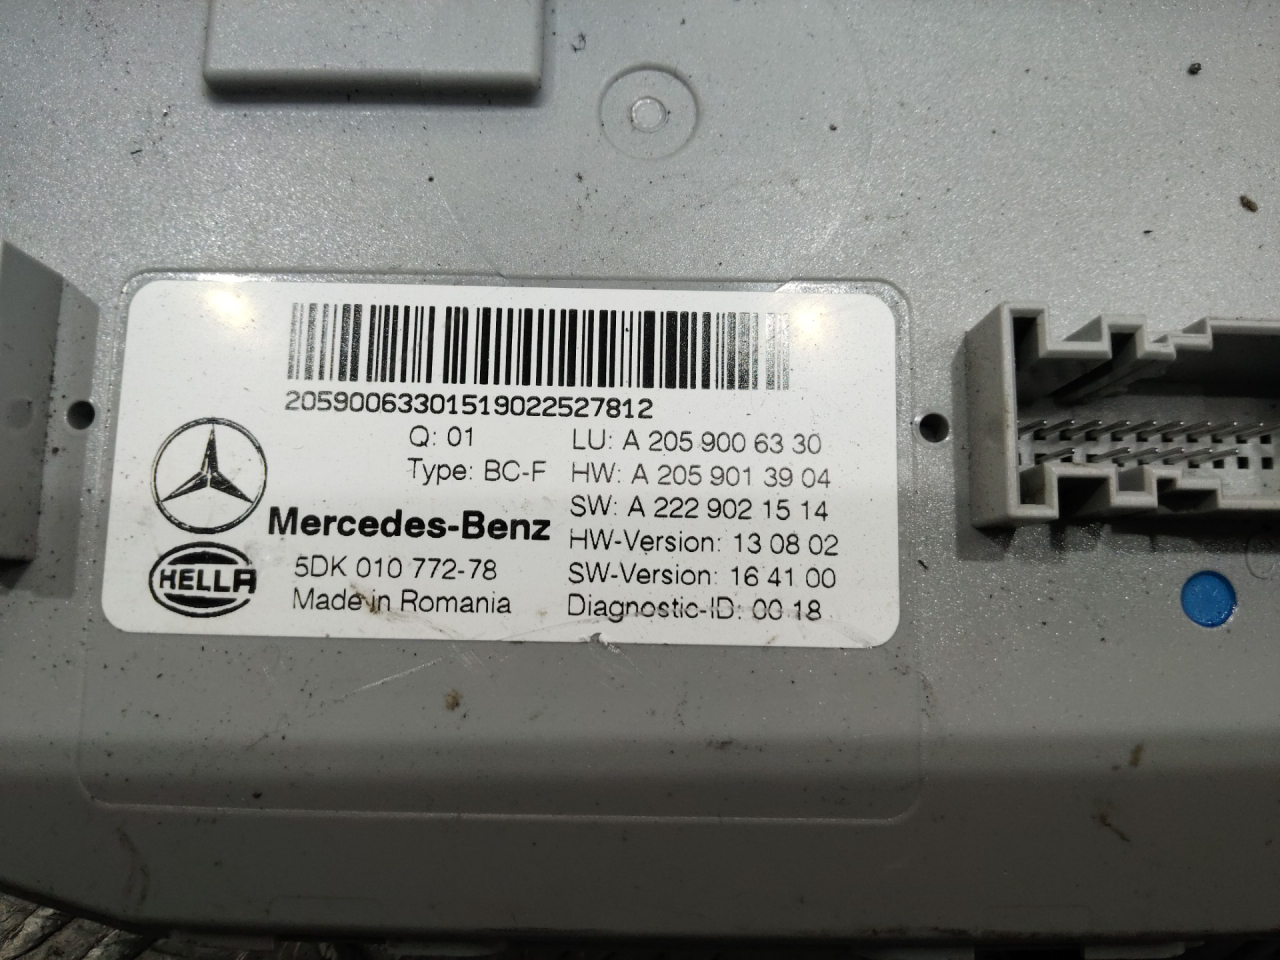 2059006330151902252​7812
Q: 01
LU: A 205 900 63 30
Type: BC-F
HW: A 205 901 39 04
SW: A 222 902 15 14
Mercedes-Benz
HW-Version: 13 08 02
HELLA
5DK 010 772-78
SW-Version: 16 41 00
Made in Romania
Diagnostic-ID: 00 18